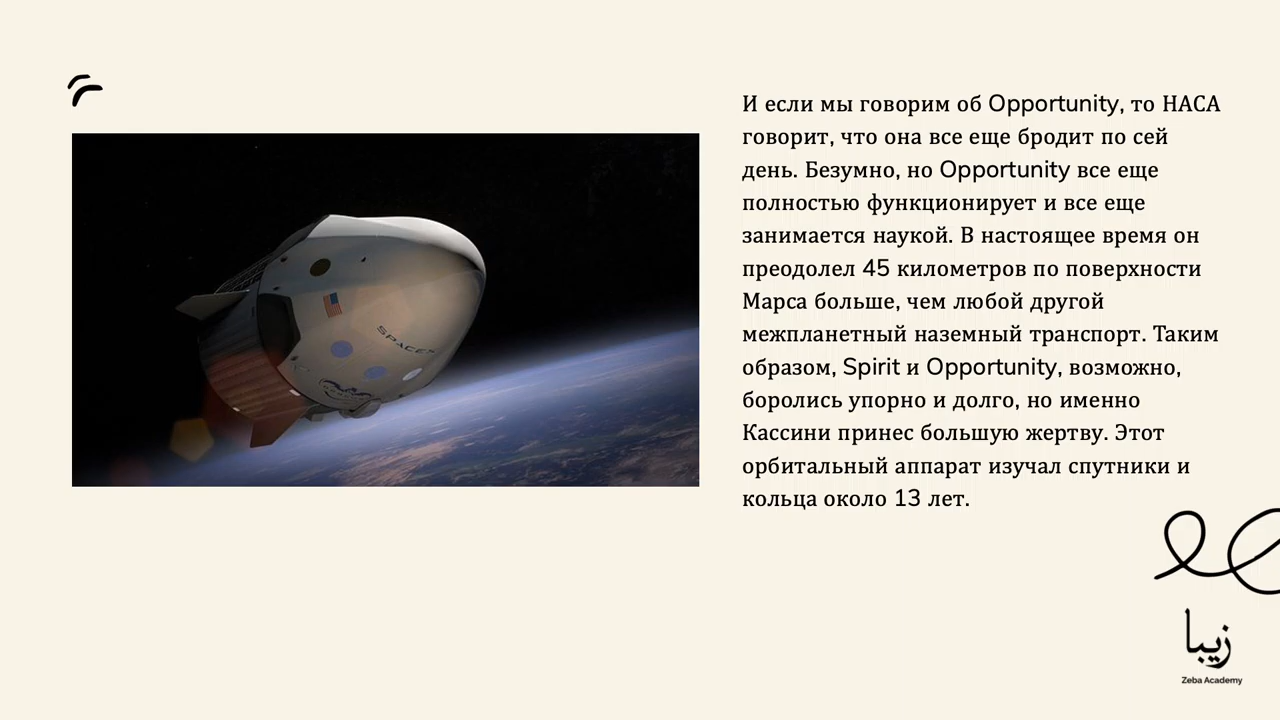 И если мы говорим об Opportunity, то НАСА
говорит, что она все еще бродит по сей
день. Безумно, но Opportunity все еще
полностью функционирует и все еще
занимается наукой. В настоящее время он
преодолел 45 километров по поверхности
Марса больше, чем любой другой
межпланетный наземный транспорт. Таким
образом, Spirit и Opportunity, возможно,
боролись упорно и долго, но именно
Кассини принес большую жертву. Этот
орбитальный аппарат изучал спутники и
кольца около 13 лет.
SPACEX
زیبا
Zeba Academy